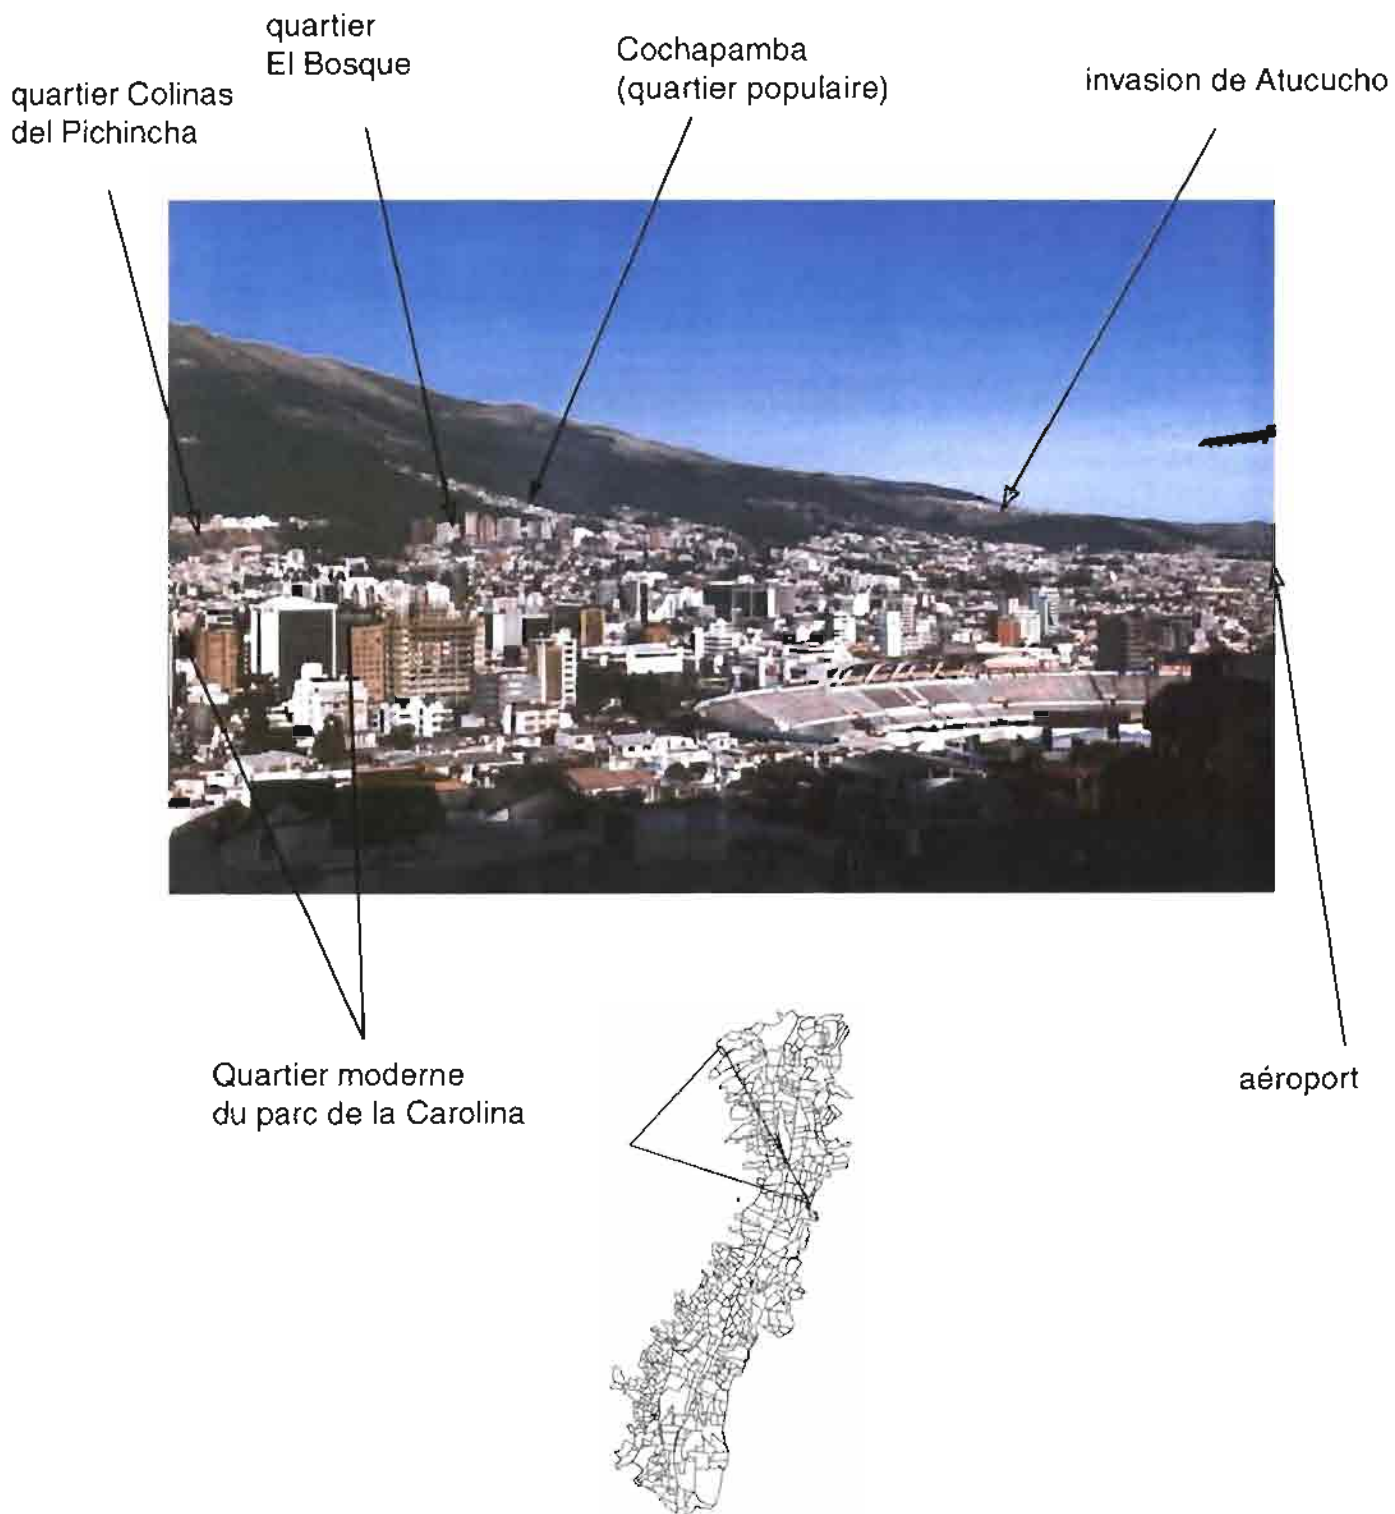 quartier
El Bosque
Cochapamba
(quartier populaire)
invasion de Atucucho
quartier Colinas
del Pichincha
Quartier moderne
du parc de la Carolina
aéroport